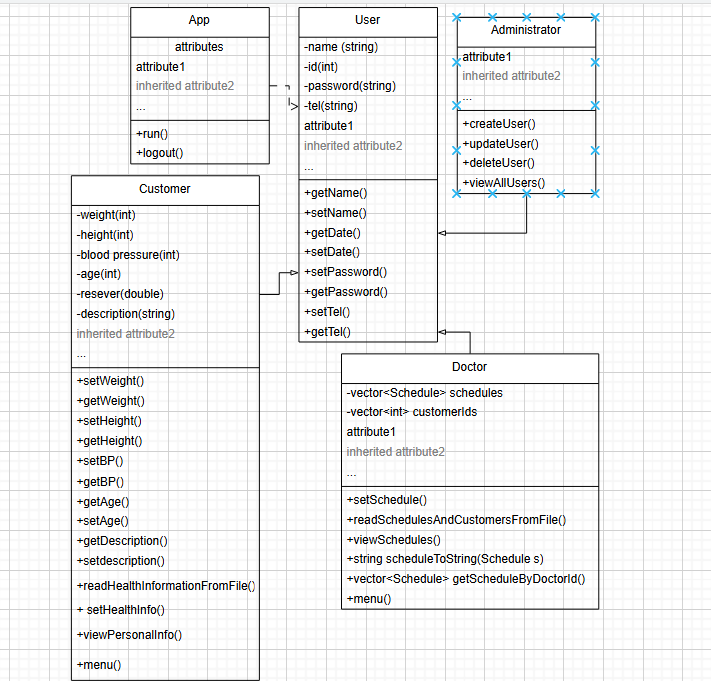 App
attributes
attribute1
inherited attribute2
...
+run()
+logout()
User
-name (string)
-id(int)
-password(string)
-tel(string)
attribute1
inherited attribute2
...
+getName()
+setName()
+getDate()
+setDate()
+setPassword()
+getPassword()
+setTel()
+getTel()
Administrator
attribute1
inherited attribute2
...
+createUser()
+updateUser()
+deleteUser()
+viewAllUsers()
Customer
-weight(int)
-height(int)
-blood pressure(int)
-age(int)
-resever(double)
-description(string)
inherited attribute2
...
+setWeight()
+getWeight()
+setHeight()
+getHeight()
+setBP()
+getBP()
+getAge()
+setAge()
+getDescription()
+setdescription()
+readHealthInformationFromFile()
+ setHealthInfo()
+viewPersonalInfo()
+menu()
Doctor
-vector<Schedule> schedules
-vector<int> customerIds
attribute1
inherited attribute2
...
+setSchedule()
+readSchedulesAndCustomersFromFile()
+viewSchedules()
+string scheduleToString(Schedule s)
+vector<Schedule> getScheduleByDoctorId()
+menu()